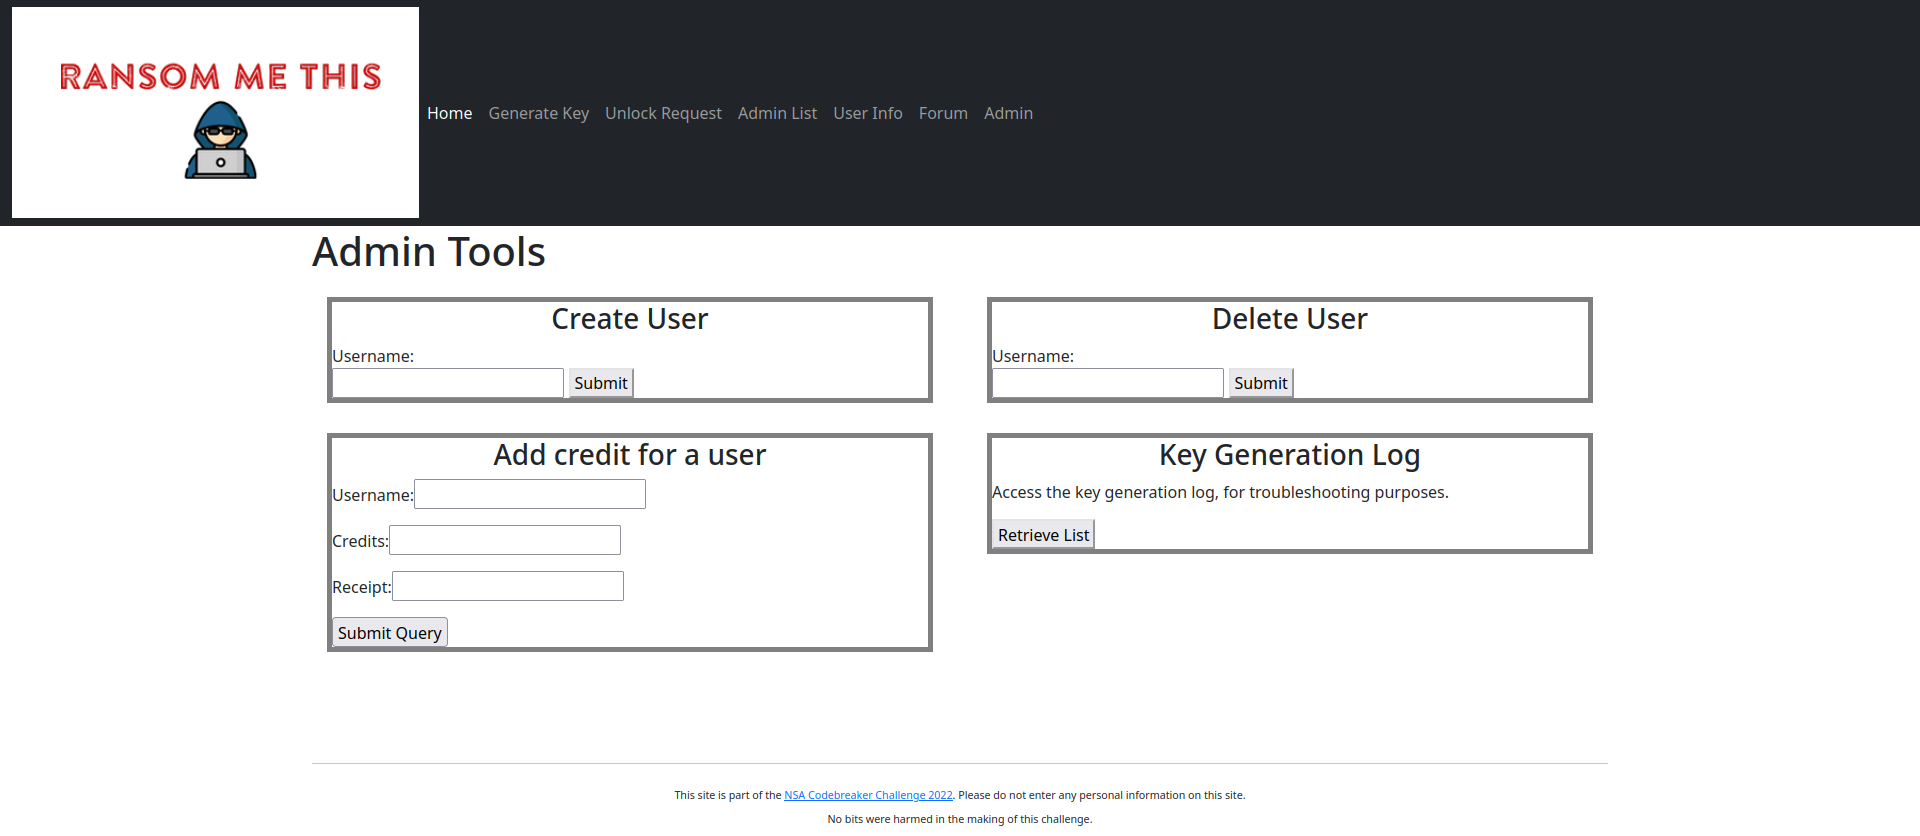 RANSOM ME THIS
Home Generate Key Unlock Request Admin List User Info Forum Admin
Admin Tools
Create User
Username:
Submit
Delete User
Username:
Submit
Add credit for a user
Username:
Credits:
Receipt:
Submit Query
Key Generation Log
Access the key generation log, for troubleshooting purposes.
Retrieve List
This site is part of the NSA Codebreaker Challenge 2022. Please do not enter any personal information on this site.
No bits were harmed in the making of this challenge.